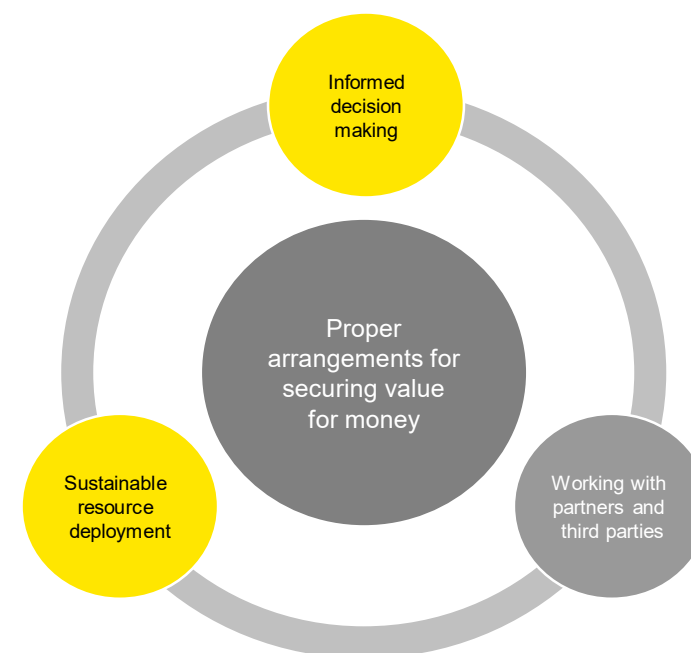 Informed
decision
making
Proper
arrangements for
securing value
for money
Sustainable
resource
deployment
Working with
partners and
third parties